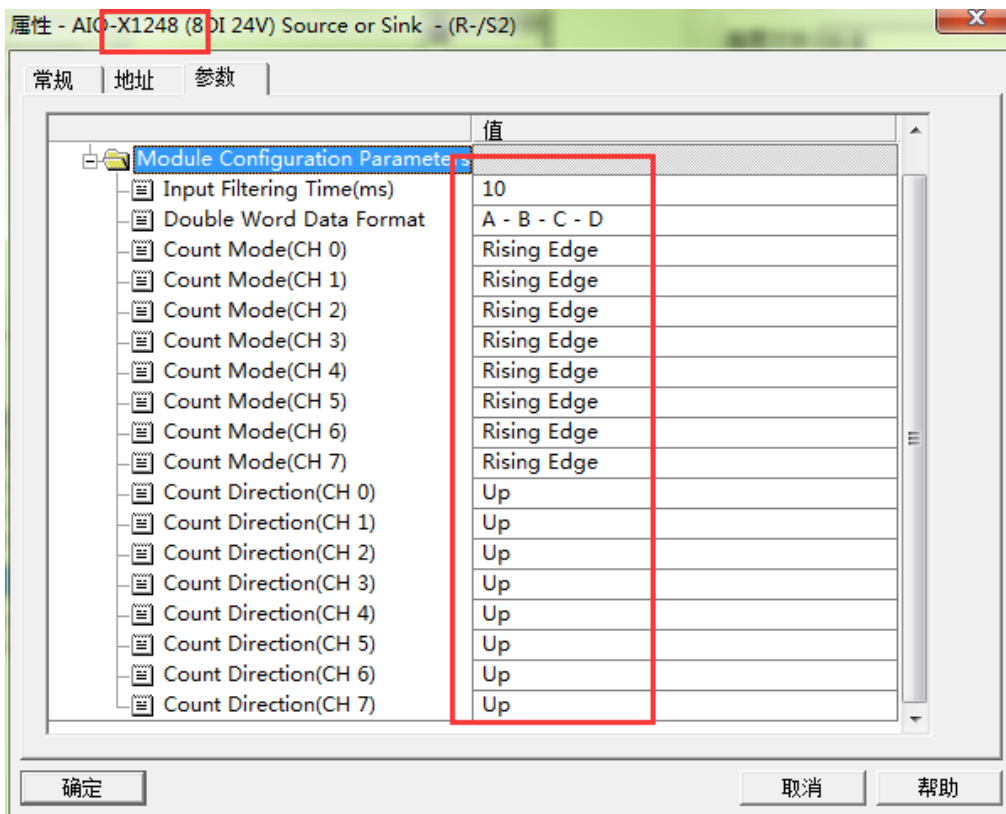 属性 - AIO-X1248 (8DI 24V) Source or Sink - (R-/S2)
常规 地址 参数
值
Module Configuration Parameters
Input Filtering Time(ms) 10
Double Word Data Format A - B - C - D
Count Mode(CH 0) Rising Edge
Count Mode(CH 1) Rising Edge
Count Mode(CH 2) Rising Edge
Count Mode(CH 3) Rising Edge
Count Mode(CH 4) Rising Edge
Count Mode(CH 5) Rising Edge
Count Mode(CH 6) Rising Edge
Count Mode(CH 7) Rising Edge
Count Direction(CH 0) Up
Count Direction(CH 1) Up
Count Direction(CH 2) Up
Count Direction(CH 3) Up
Count Direction(CH 4) Up
Count Direction(CH 5) Up
Count Direction(CH 6) Up
Count Direction(CH 7) Up
确定 取消 帮助